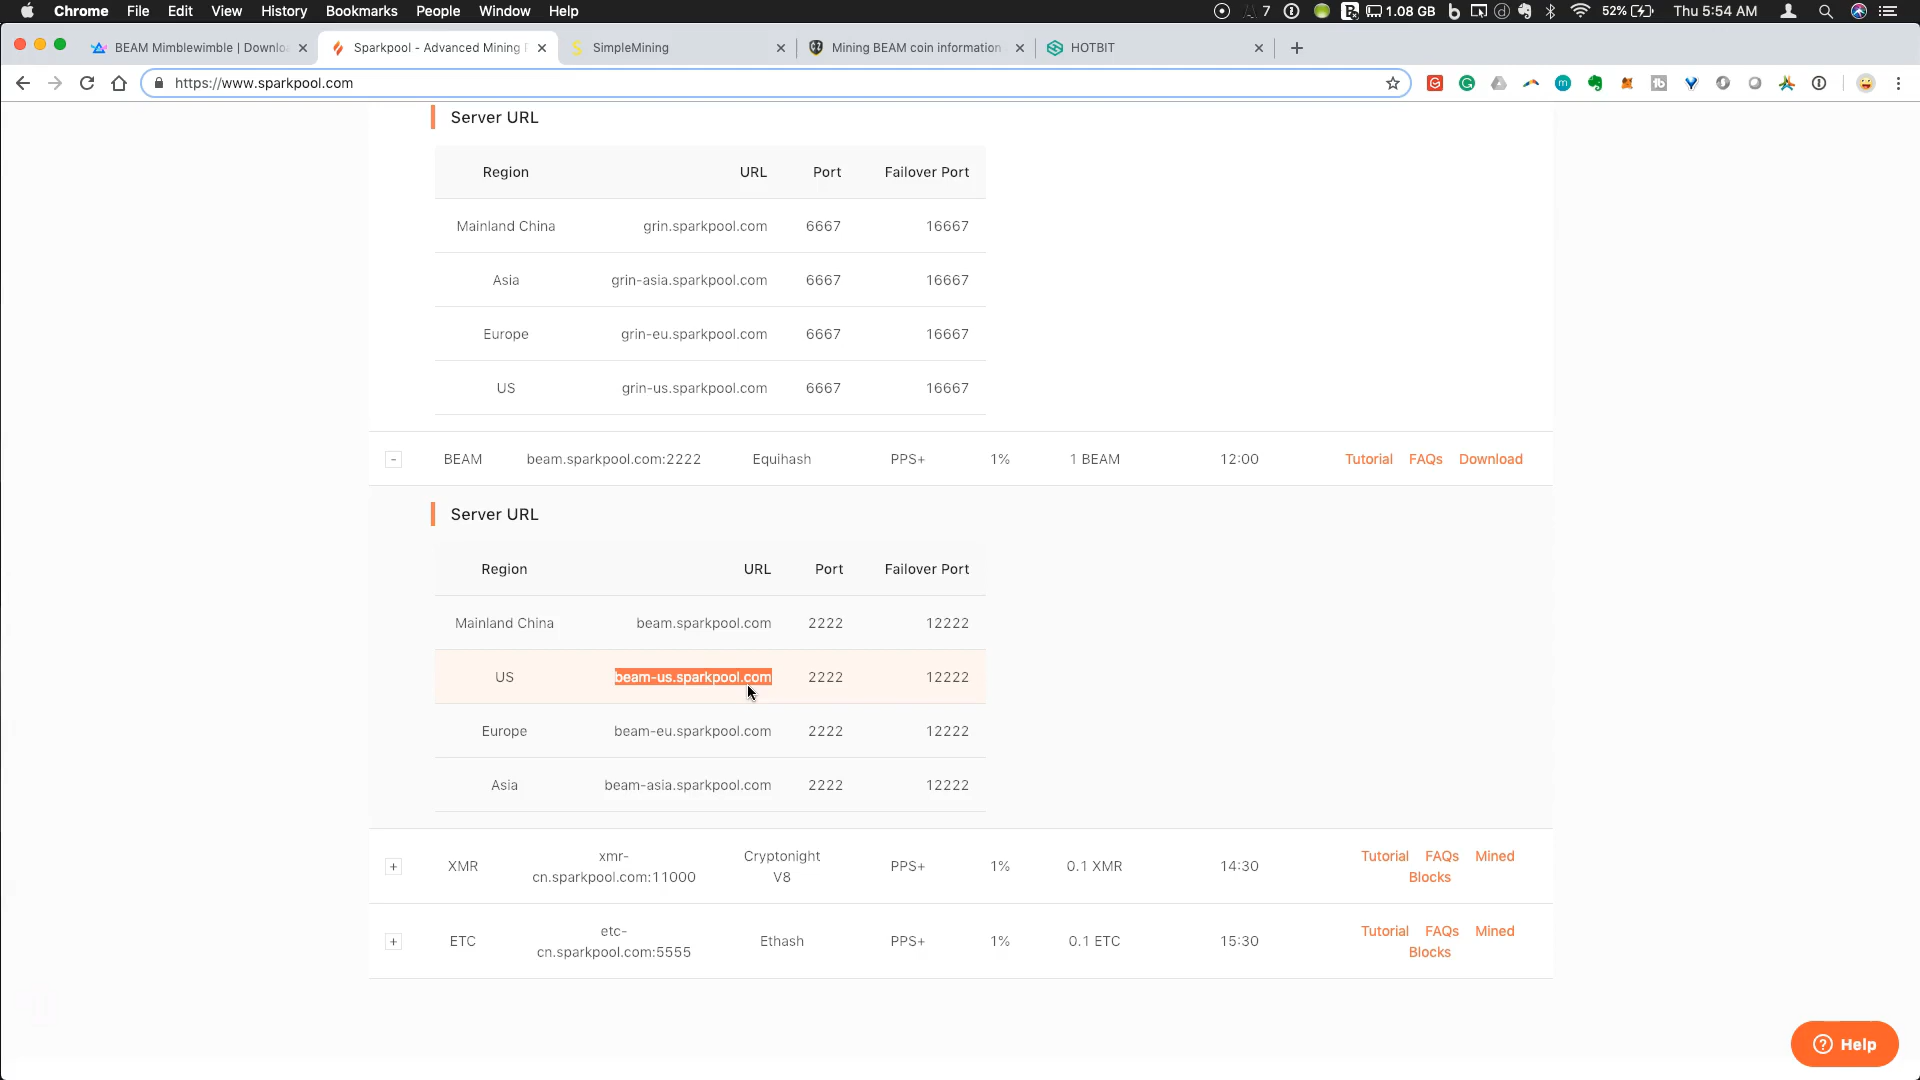 Chrome File Edit View History Bookmarks People Window Help 7 1.08 GB 52% Thu 5:54 AM
BEAM Mimblewimble | Downlo Sparkpool - Advanced Mining SimpleMining Mining BEAM coin information HOTBIT
https://www.sparkpool.com
Server URL
Region URL Port Failover Port
Mainland China grin.sparkpool.com 6667 16667
Asia grin-asia.sparkpool.com 6667 16667
Europe grin-eu.sparkpool.com 6667 16667
US grin-us.sparkpool.com 6667 16667
- BEAM beam.sparkpool.com:2222 Equihash PPS+ 1% 1 BEAM 12:00 Tutorial FAQs Download
Server URL
Region URL Port Failover Port
Mainland China beam.sparkpool.com 2222 12222
US beam-us.sparkpool.com 2222 12222
Europe beam-eu.sparkpool.com 2222 12222
Asia beam-asia.sparkpool.com 2222 12222
+ XMR xmr-
cn.sparkpool.com:11000 Cryptonight
V8 PPS+ 1% 0.1 XMR 14:30 Tutorial FAQs Mined
Blocks
+ ETC etc-
cn.sparkpool.com:5555 Ethash PPS+ 1% 0.1 ETC 15:30 Tutorial FAQs Mined
Blocks
Help